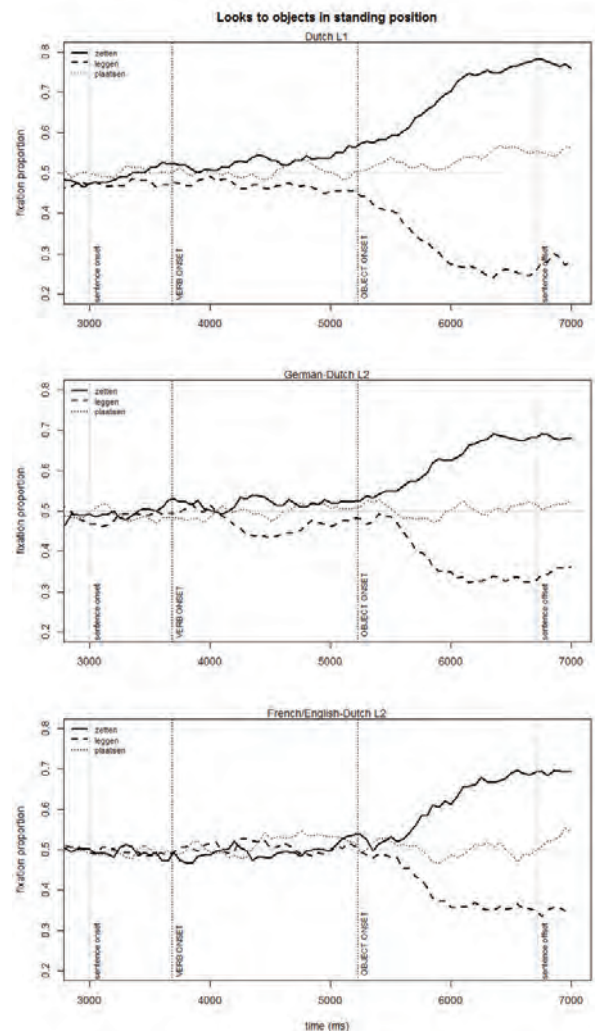 Looks to objects in standing position
Dutch L1
zetten
leggen
plaatsen
fixation proportion
0.2 0.3 0.4 0.5 0.6 0.7 0.8
sentence onset
VERB ONSET
OBJECT ONSET
sentence offset
3000 4000 5000 6000 7000
German-Dutch L2
zetten
leggen
plaatsen
fixation proportion
0.2 0.3 0.4 0.5 0.6 0.7 0.8
sentence onset
VERB ONSET
OBJECT ONSET
sentence offset
3000 4000 5000 6000 7000
French/English-Dutch L2
zetten
leggen
plaatsen
fixation proportion
0.2 0.3 0.4 0.5 0.6 0.7 0.8
sentence onset
VERB ONSET
OBJECT ONSET
sentence offset
3000 4000 5000 6000 7000
time (ms)